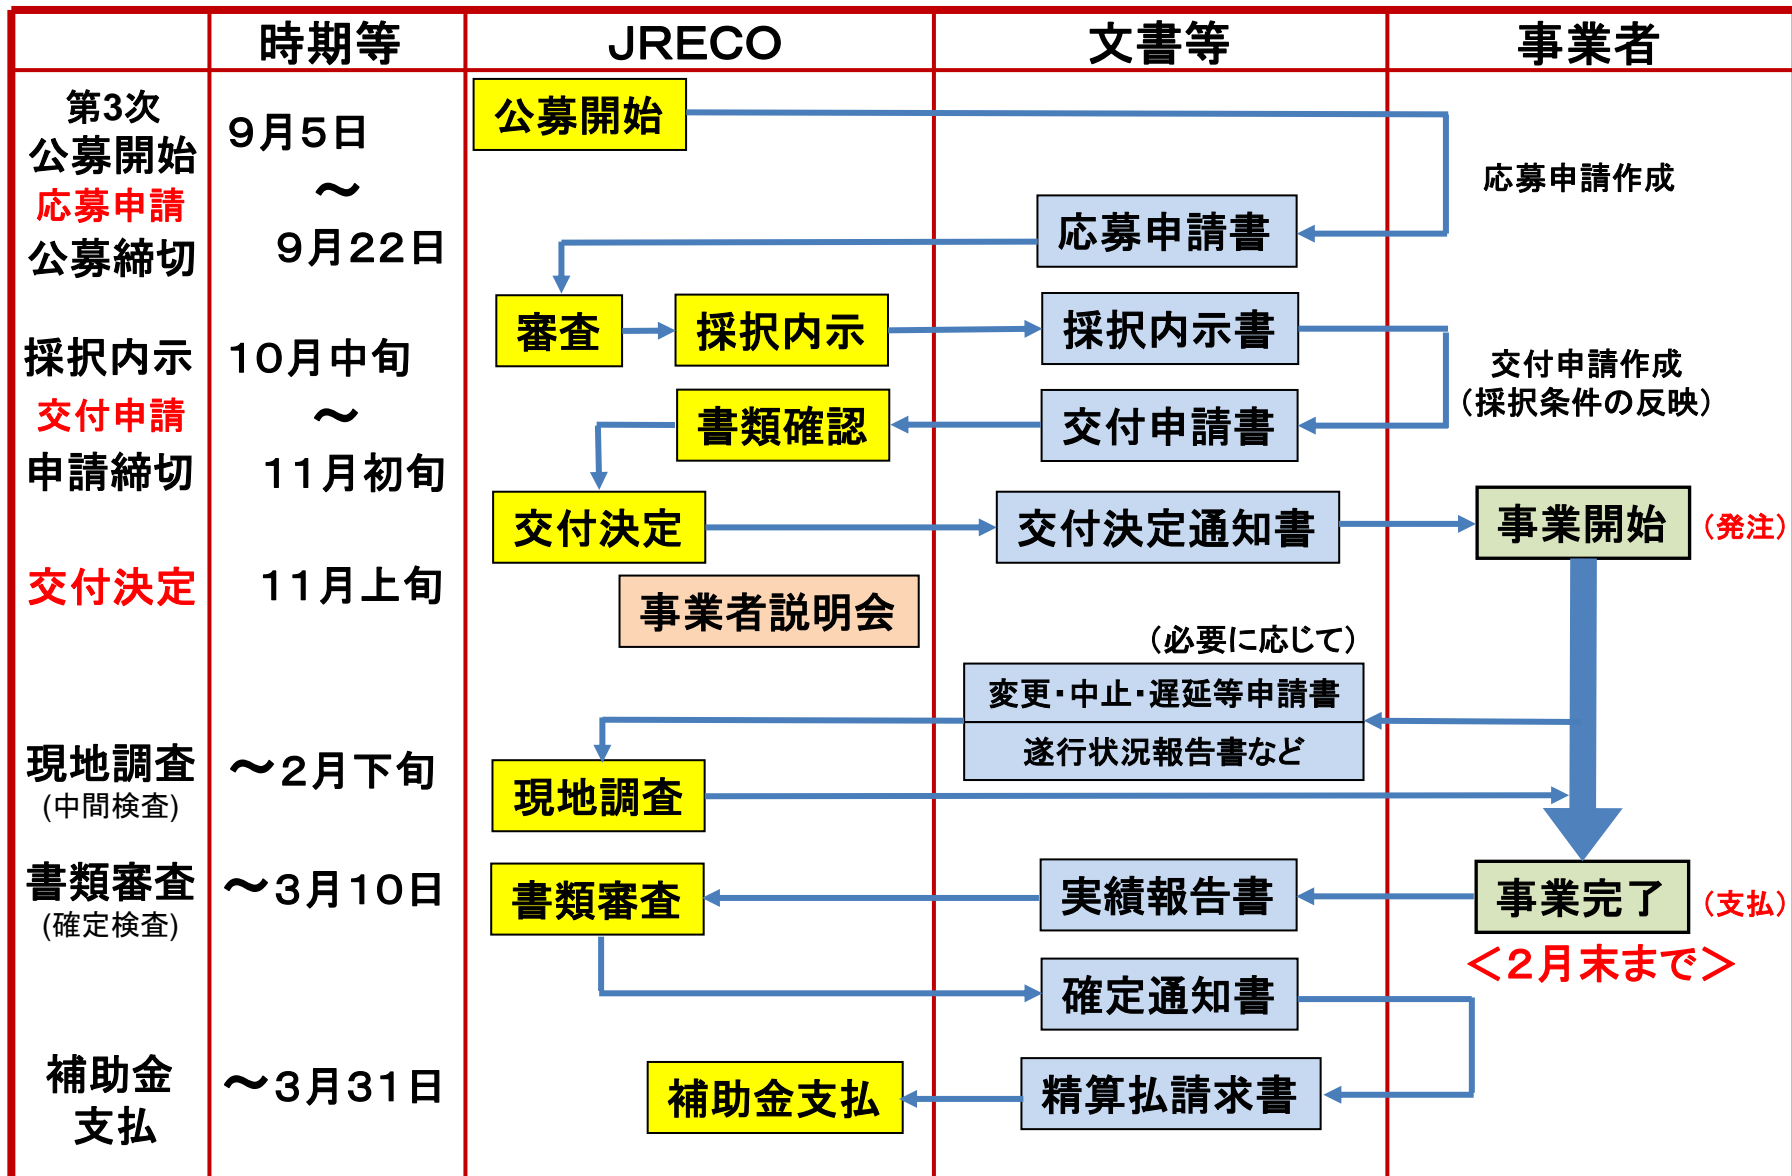 時期等
JRECO
文書等
事業者
第3次
公募開始
応募申請
公募締切
9月5日
～
9月22日
公募開始
応募申請作成
応募申請書
審査
採択内示
採択内示書
採択内示
交付申請
申請締切
10月中旬
～
11月初旬
交付申請作成
(採択条件の反映)
書類確認
交付申請書
交付決定
交付決定通知書
事業開始
(発注)
交付決定
11月上旬
事業者説明会
(必要に応じて)
変更・中止・遅延等申請書
遂行状況報告書など
現地調査
(中間検査)
～2月下旬
現地調査
書類審査
(確定検査)
～3月10日
書類審査
実績報告書
事業完了
(支払)
＜2月末まで＞
確定通知書
補助金
支払
～3月31日
補助金支払
精算払請求書